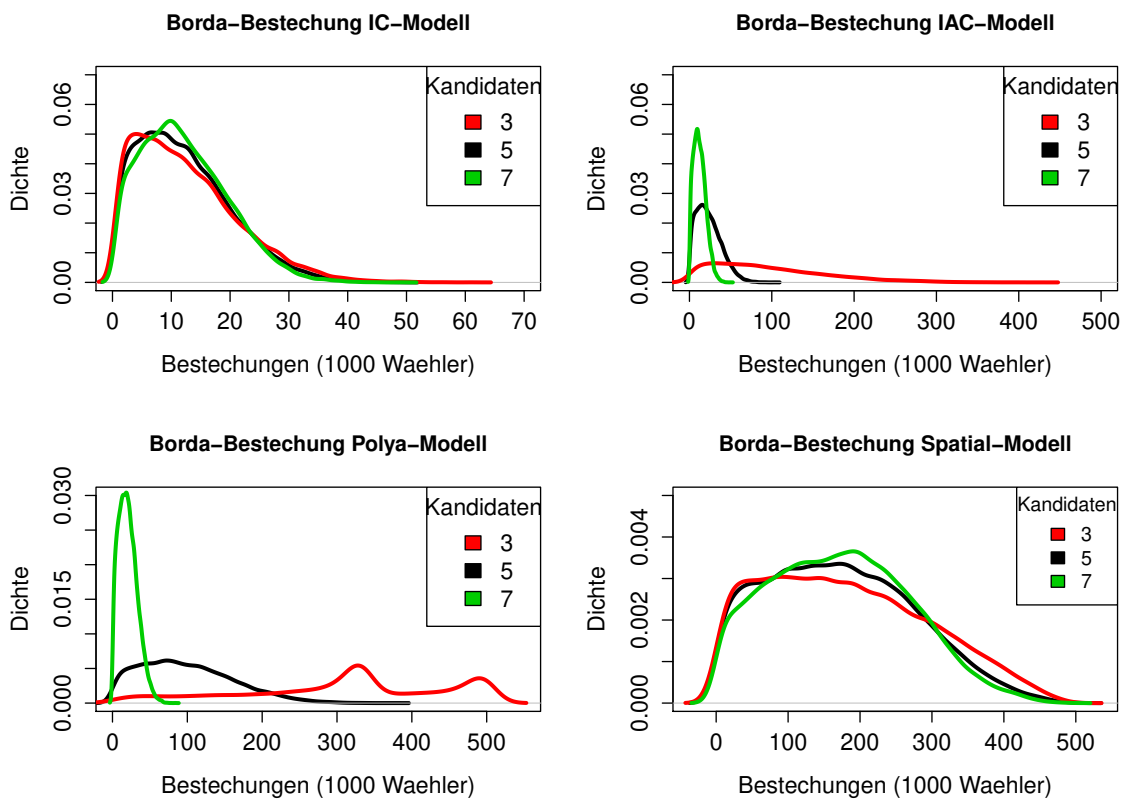 Borda−Bestechung IC−Modell
Dichte
0.00 0.03 0.06
Kandidaten
3
5
7
0 10 20 30 40 50 60 70
Bestechungen (1000 Waehler)
Borda−Bestechung IAC−Modell
Dichte
0.00 0.03 0.06
Kandidaten
3
5
7
0 100 200 300 400 500
Bestechungen (1000 Waehler)
Borda−Bestechung Polya−Modell
Dichte
0.000 0.015 0.030
Kandidaten
3
5
7
0 100 200 300 400 500
Bestechungen (1000 Waehler)
Borda−Bestechung Spatial−Modell
Dichte
0.000 0.002 0.004
Kandidaten
3
5
7
0 100 200 300 400 500
Bestechungen (1000 Waehler)